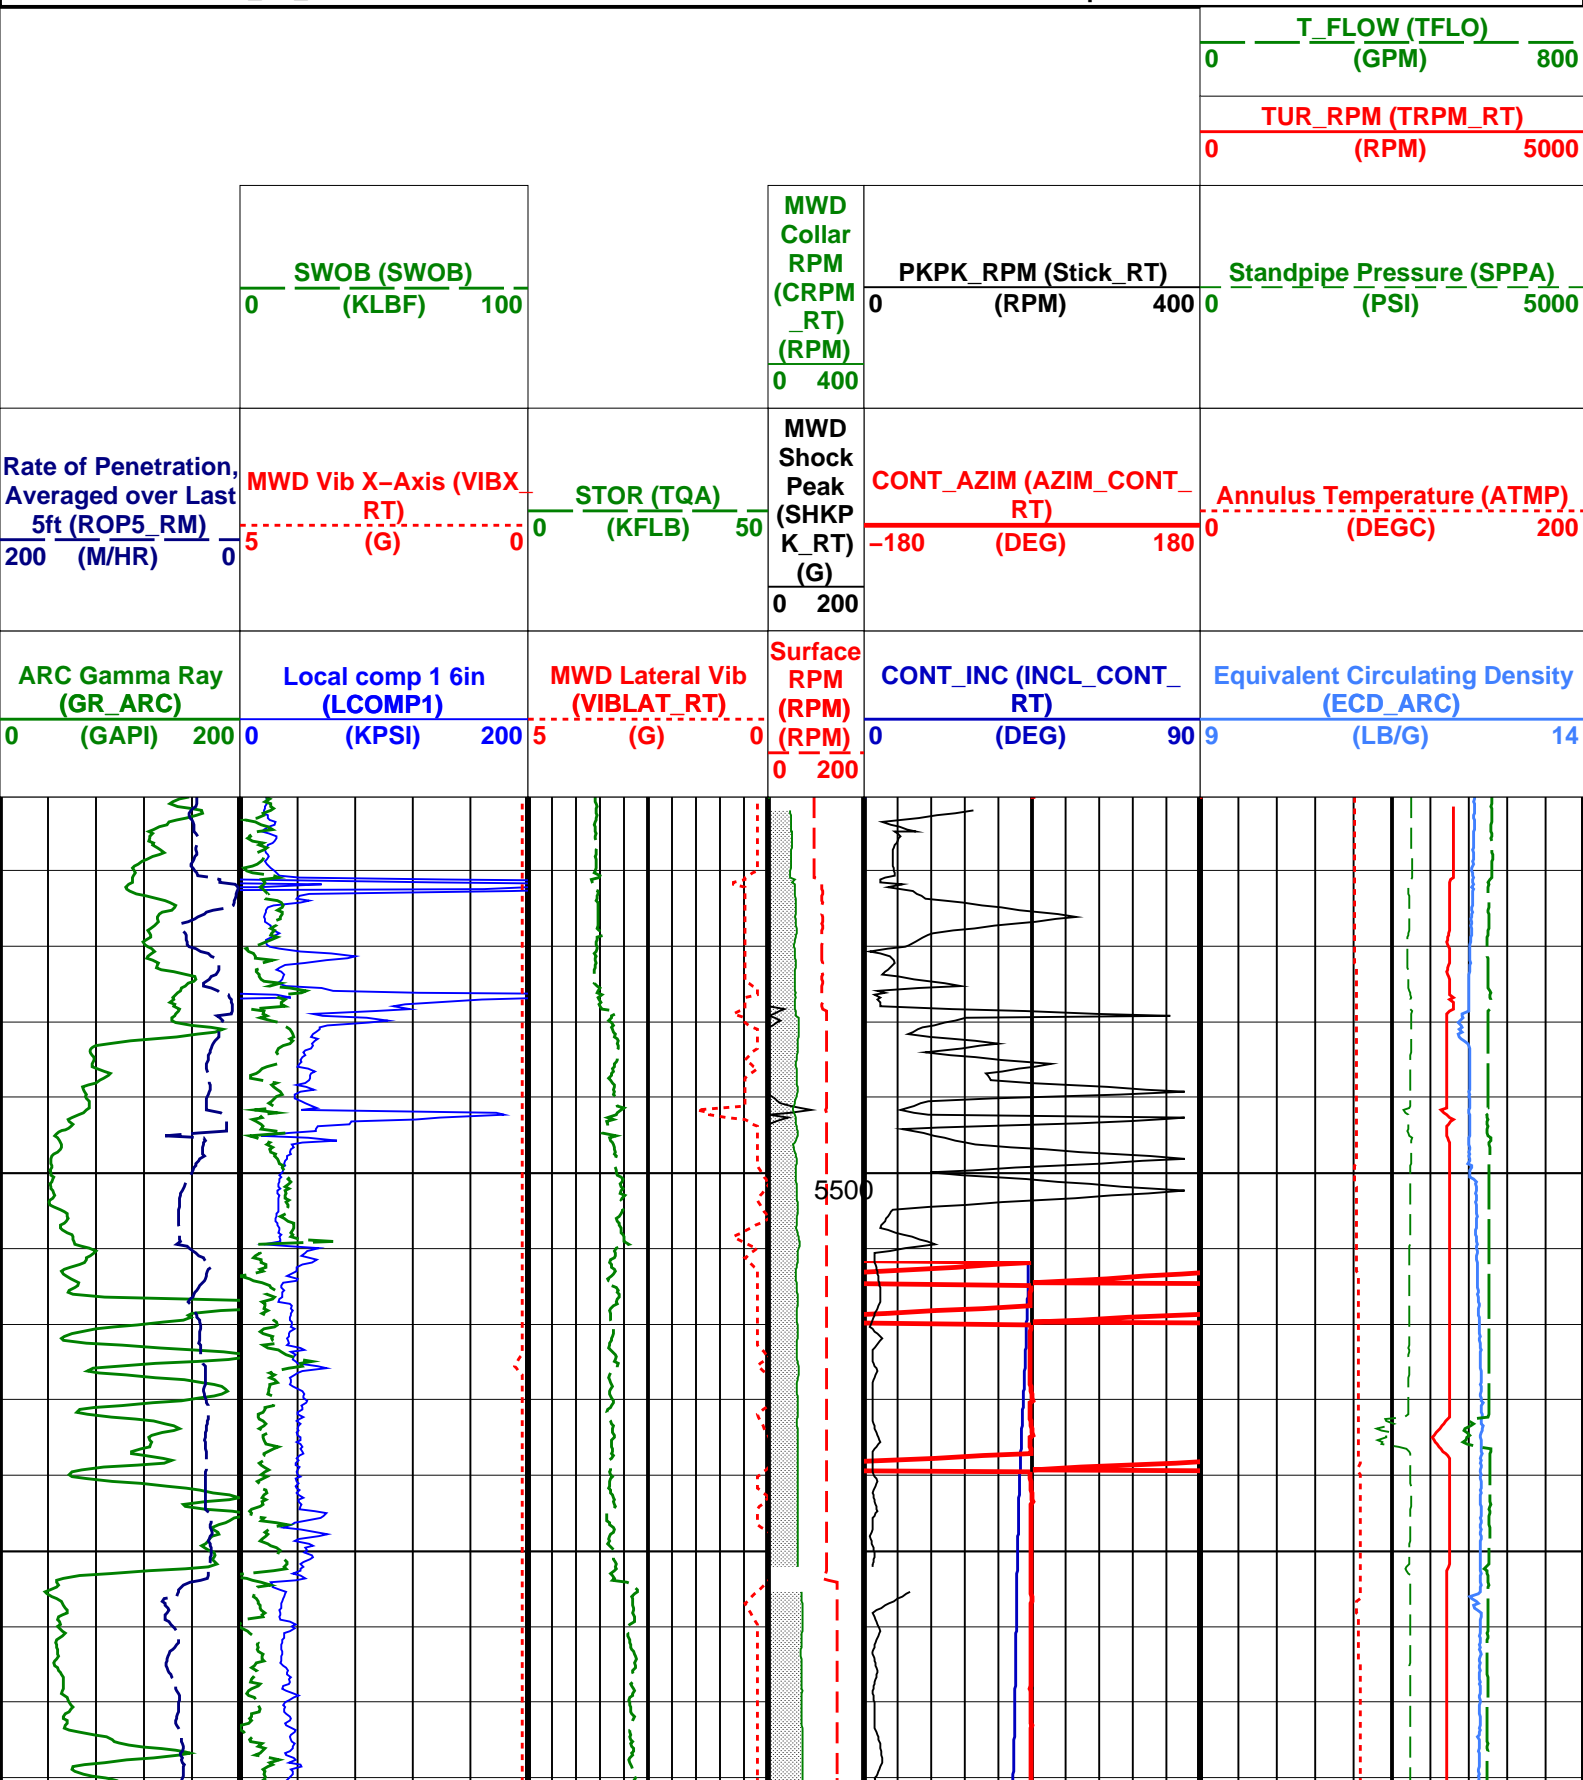 T_FLOW (TFLO)
0 (GPM) 800
TUR_RPM (TRPM_RT)
0 (RPM) 5000
SWOB (SWOB)
0 (KLBF) 100
MWD
Collar
RPM
(CRPM
_RT)
(RPM)
0 400
PKPK_RPM (Stick_RT)
0 (RPM) 400
Standpipe Pressure (SPPA)
0 (PSI) 5000
Rate of Penetration,
Averaged over Last
5ft (ROP5_RM)
200 (M/HR) 0
MWD Vib X−Axis (VIBX_
RT)
5 (G) 0
STOR (TQA)
0 (KFLB) 50
MWD
Shock
Peak
(SHKP
K_RT)
(G)
0 200
CONT_AZIM (AZIM_CONT_
RT)
−180 (DEG) 180
Annulus Temperature (ATMP)
0 (DEGC) 200
ARC Gamma Ray
(GR_ARC)
0 (GAPI) 200
Local comp 1 6in
(LCOMP1)
0 (KPSI) 200
MWD Lateral Vib
(VIBLAT_RT)
5 (G) 0
Surface
RPM
(RPM)
(RPM)
0 200
CONT_INC (INCL_CONT_
RT)
0 (DEG) 90
Equivalent Circulating Density
(ECD_ARC)
9 (LB/G) 14
5500